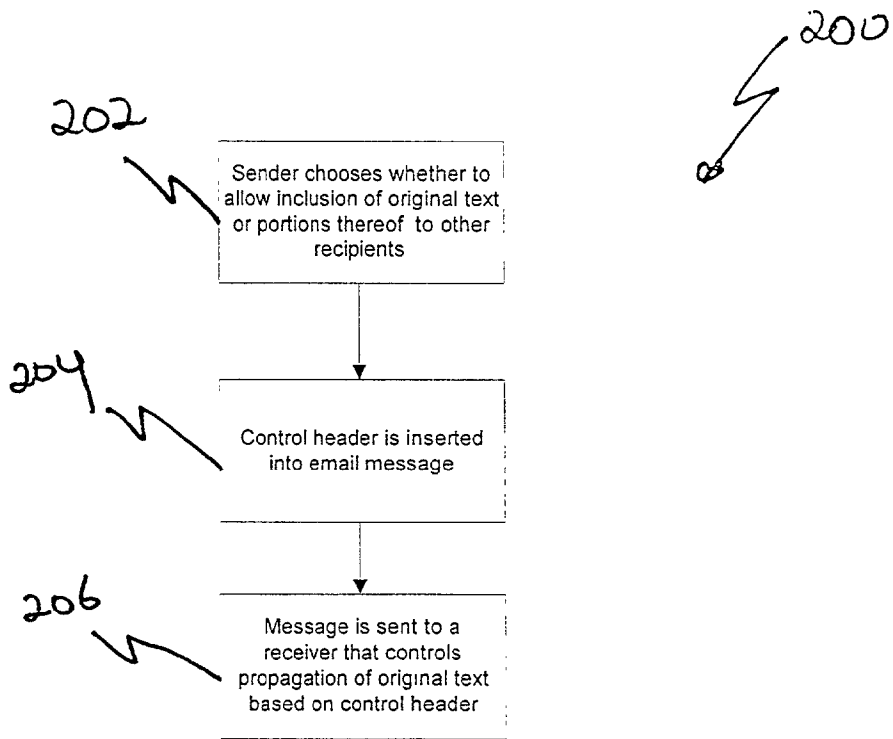 200
202
Sender chooses whether to
allow inclusion of original text
or portions thereof to other
recipients
204
Control header is inserted
into email message
206
Message is sent to a
receiver that controls
propagation of original text
based on control header